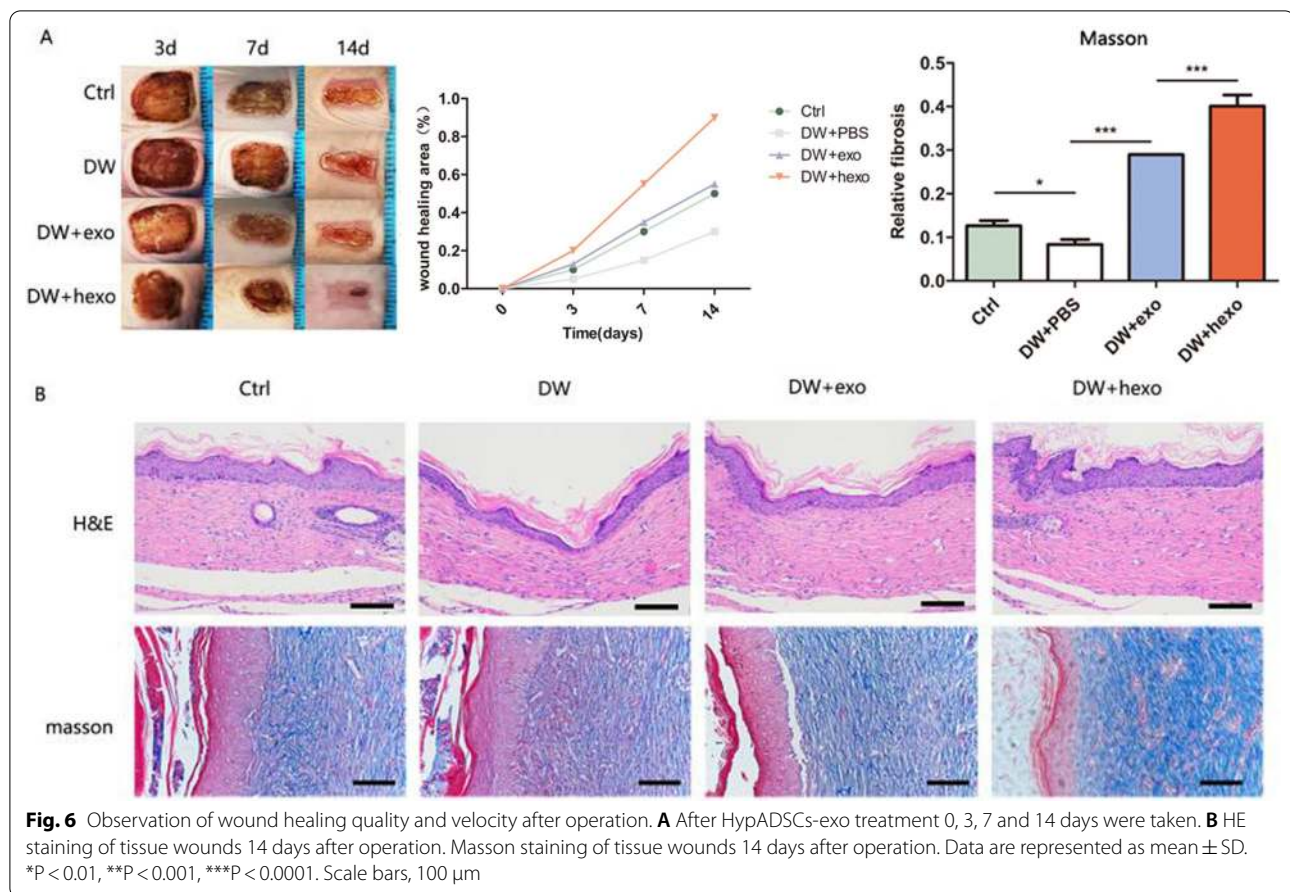 A
3d 7d 14d
Ctrl
DW
DW+exo
DW+hexo
wound healing area (%)
1.0
0.8
0.6
0.4
0.2
0.0
0 3 7 14
Time(days)
Ctrl
DW+PBS
DW+exo
DW+hexo
Masson
Relative fibrosis
0.5
0.4
0.3
0.2
0.1
0.0
*
***
***
Ctrl
DW+PBS
DW+exo
DW+hexo
B
Ctrl DW DW+exo DW+hexo
H&E
masson
Fig. 6 Observation of wound healing quality and velocity after operation. A After HypADSCs-exo treatment 0, 3, 7 and 14 days were taken. B HE
staining of tissue wounds 14 days after operation. Masson staining of tissue wounds 14 days after operation. Data are represented as mean ± SD.
*P < 0.01, **P < 0.001, ***P < 0.0001. Scale bars, 100 µm